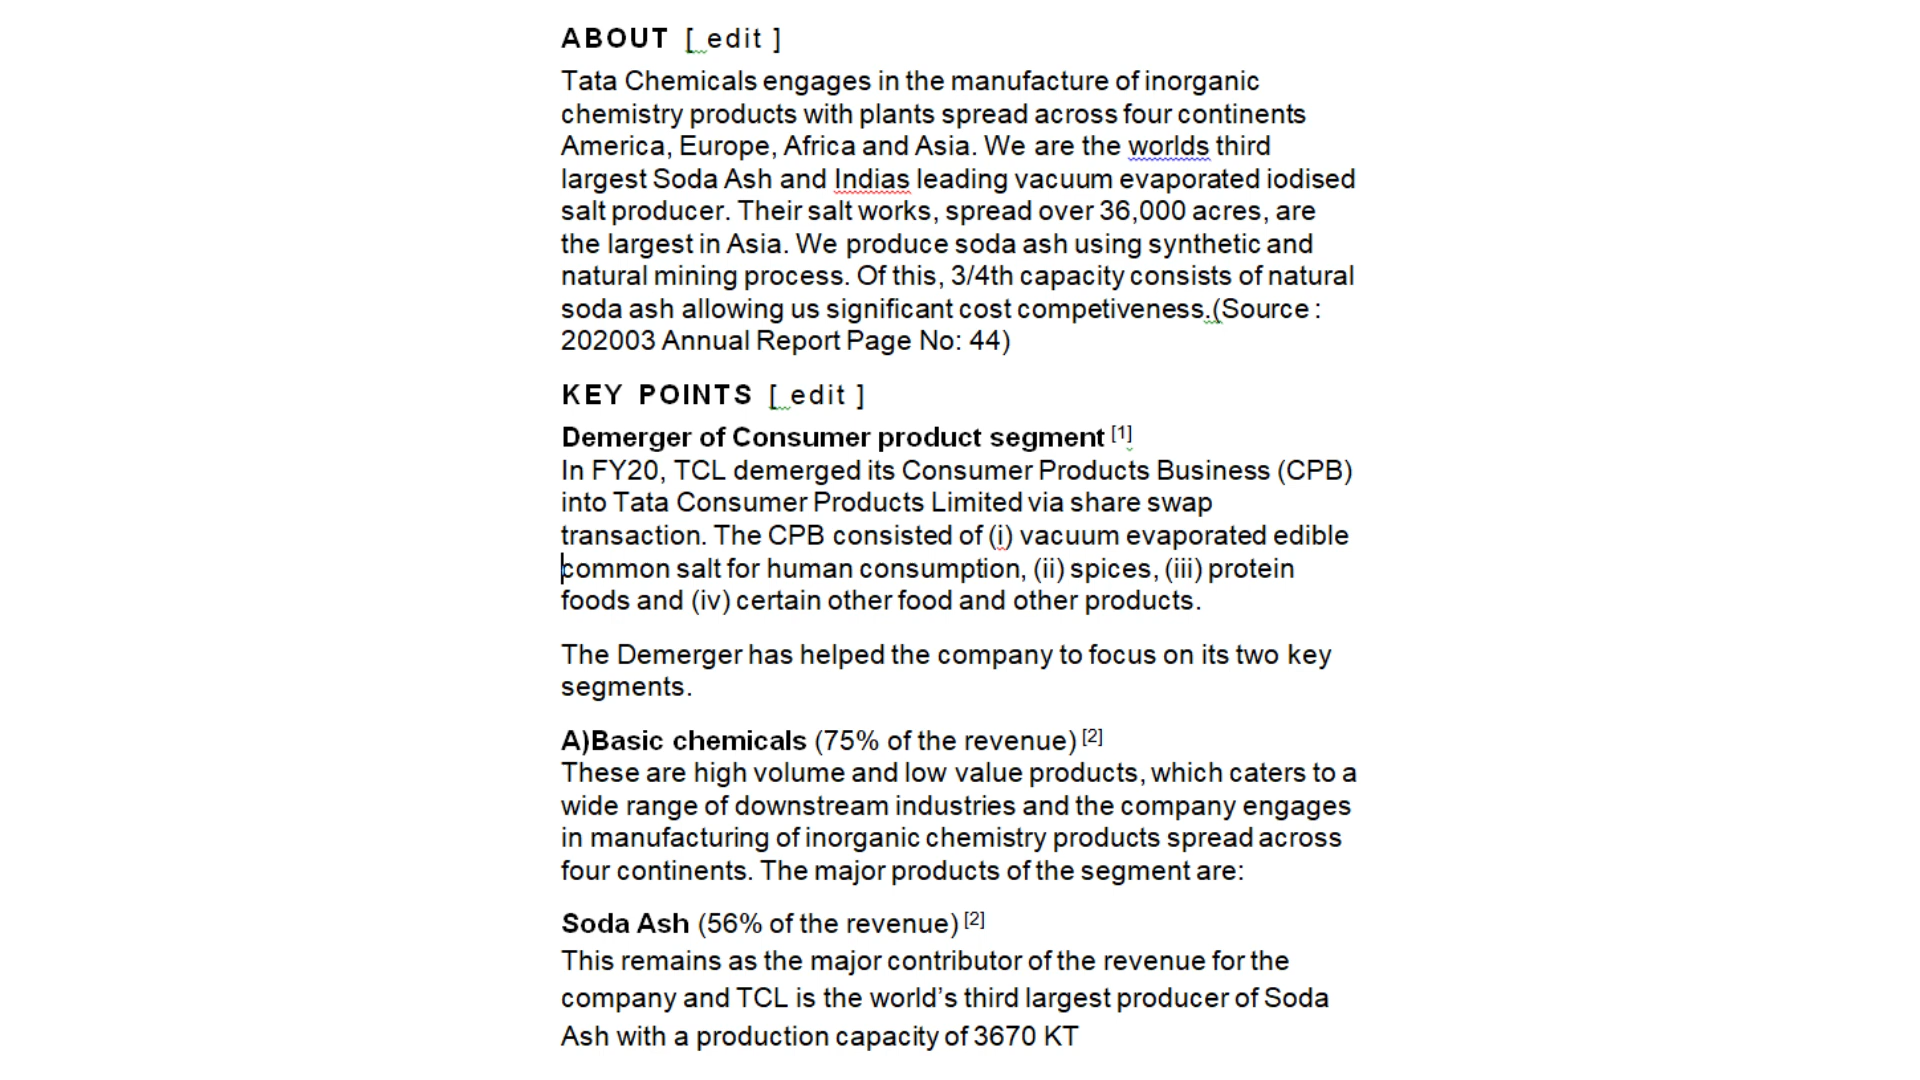 ABOUT [ edit ]
Tata Chemicals engages in the manufacture of inorganic
chemistry products with plants spread across four continents
America, Europe, Africa and Asia. We are the worlds third
largest Soda Ash and Indias leading vacuum evaporated iodised
salt producer. Their salt works, spread over 36,000 acres, are
the largest in Asia. We produce soda ash using synthetic and
natural mining process. Of this, 3/4th capacity consists of natural
soda ash allowing us significant cost competiveness.(Source :
202003 Annual Report Page No: 44)
KEY POINTS [ edit ]
Demerger of Consumer product segment [1]
In FY20, TCL demerged its Consumer Products Business (CPB)
into Tata Consumer Products Limited via share swap
transaction. The CPB consisted of (i) vacuum evaporated edible
common salt for human consumption, (ii) spices, (iii) protein
foods and (iv) certain other food and other products.
The Demerger has helped the company to focus on its two key
segments.
A)Basic chemicals (75% of the revenue) [2]
These are high volume and low value products, which caters to a
wide range of downstream industries and the company engages
in manufacturing of inorganic chemistry products spread across
four continents. The major products of the segment are:
Soda Ash (56% of the revenue) [2]
This remains as the major contributor of the revenue for the
company and TCL is the world’s third largest producer of Soda
Ash with a production capacity of 3670 KT